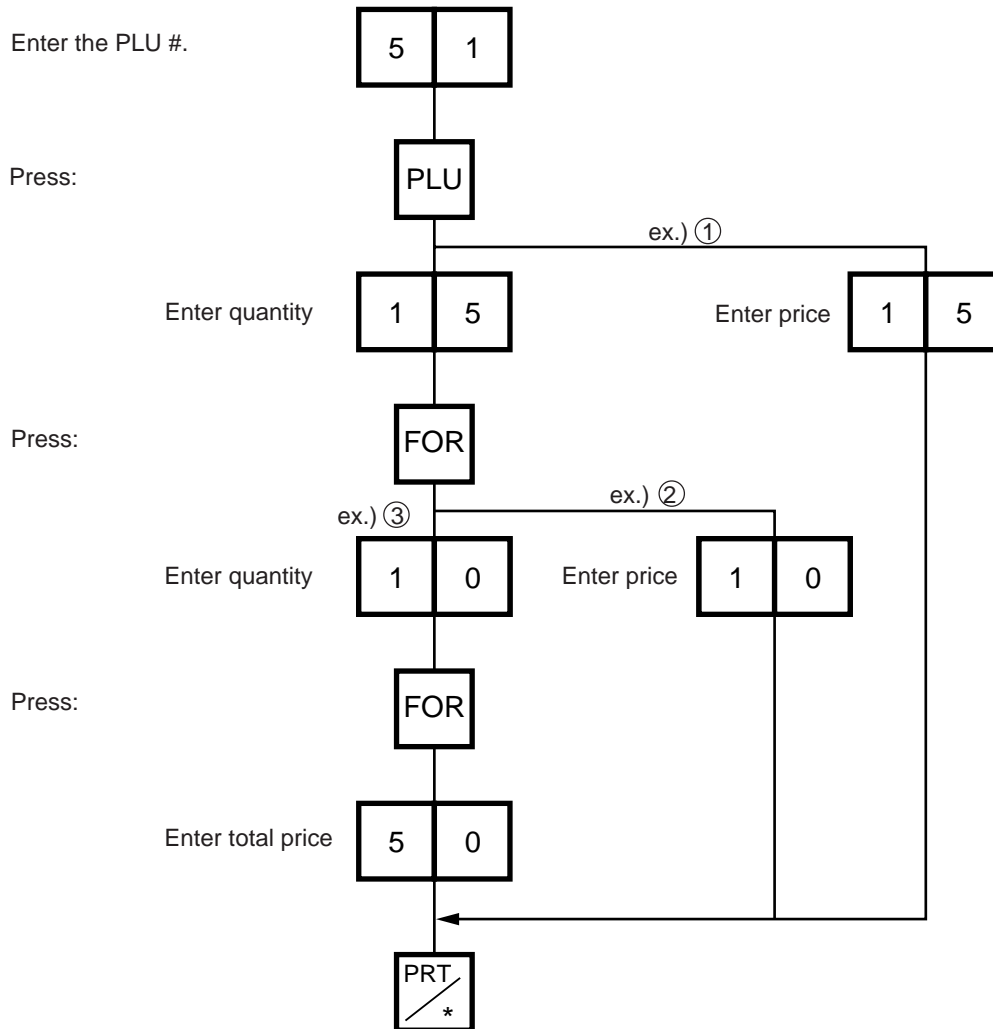 Enter the PLU #. 5 1
Press: PLU
ex.) ①
Enter quantity 1 5 Enter price 1 5
Press: FOR
ex.) ③ ex.) ②
Enter quantity 1 0 Enter price 1 0
Press: FOR
Enter total price 5 0
PRT
*